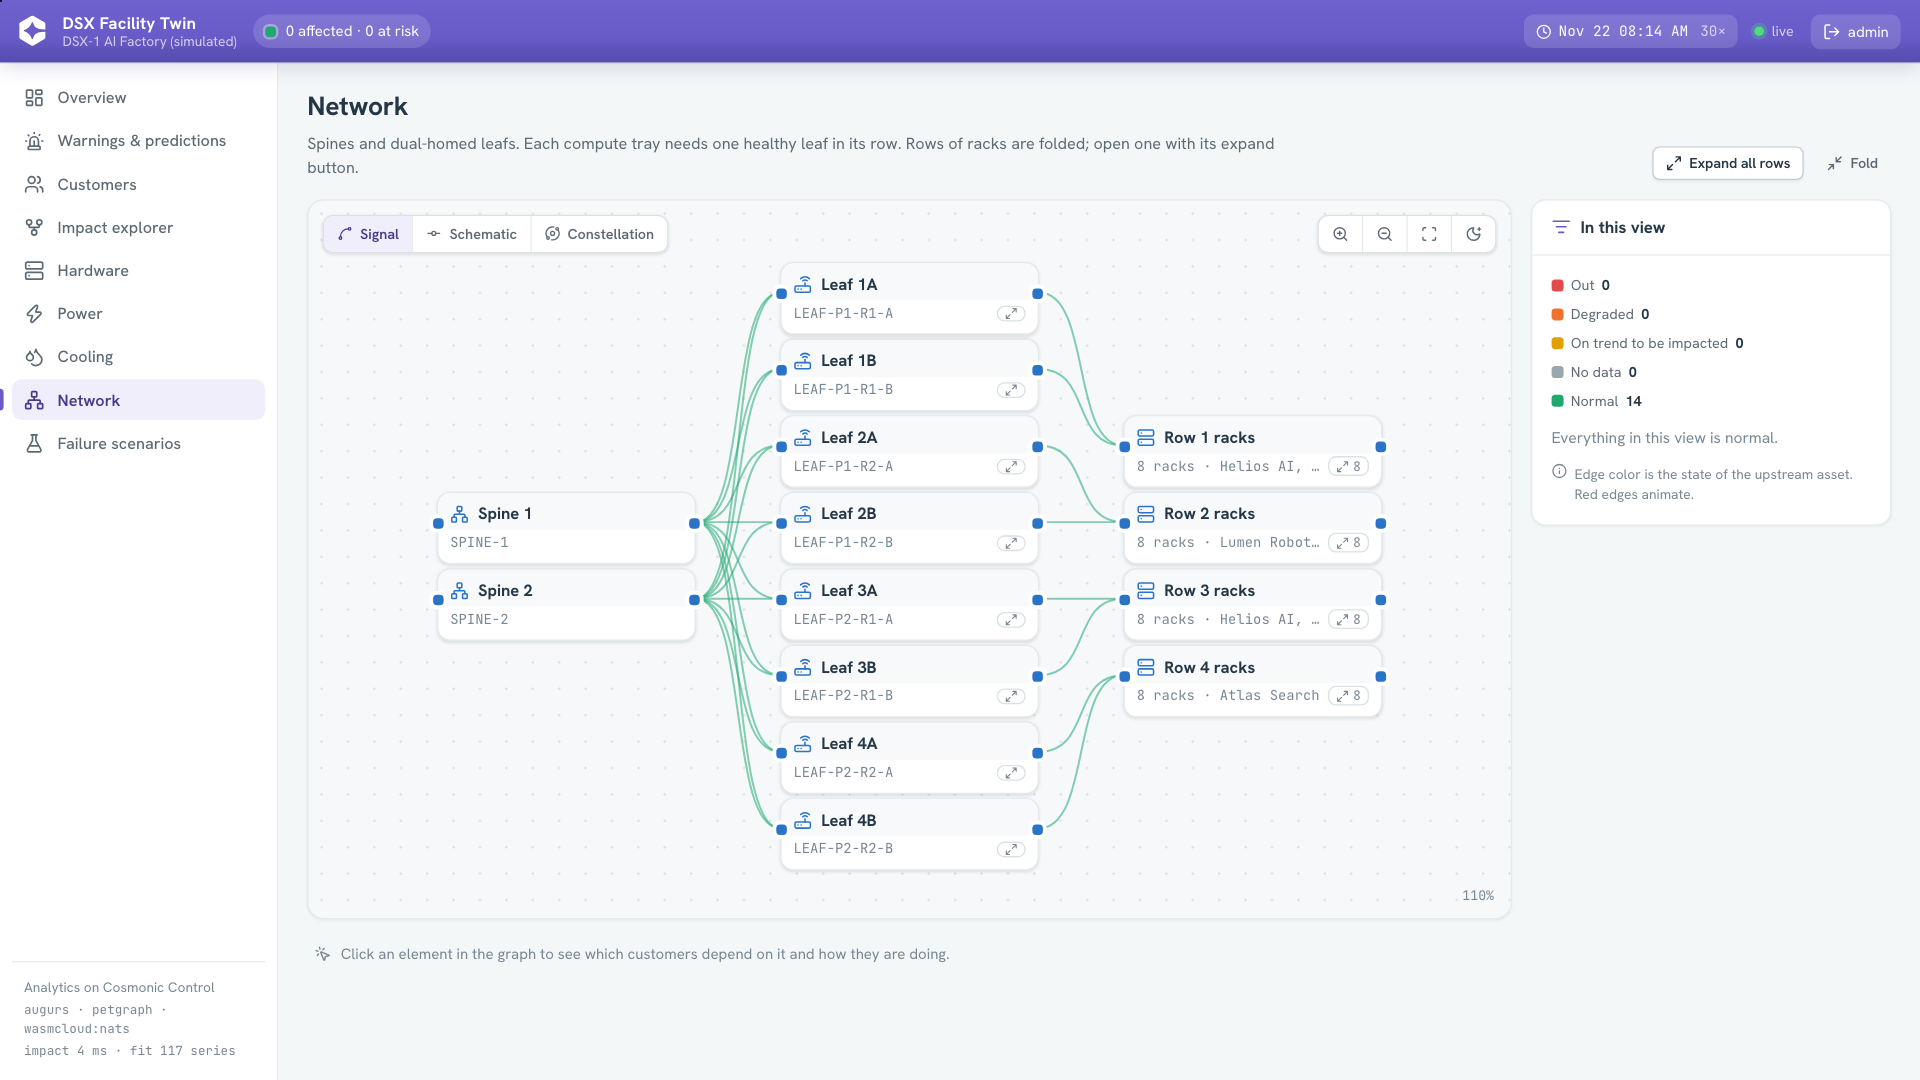 DSX Facility Twin
DSX-1 AI Factory (simulated)
0 affected · 0 at risk
Nov 22 08:14 AM 30×
live
admin
Overview
Warnings & predictions
Customers
Impact explorer
Hardware
Power
Cooling
Network
Failure scenarios
Analytics on Cosmonic Control
augurs · petgraph ·
wasmcloud:nats
impact 4 ms · fit 117 series
Network
Spines and dual-homed leafs. Each compute tray needs one healthy leaf in its row. Rows of racks are folded; open one with its expand
button.
Expand all rows
Fold
Signal
Schematic
Constellation
Spine 1
SPINE-1
Spine 2
SPINE-2
Leaf 1A
LEAF-P1-R1-A
Leaf 1B
LEAF-P1-R1-B
Leaf 2A
LEAF-P1-R2-A
Leaf 2B
LEAF-P1-R2-B
Leaf 3A
LEAF-P2-R1-A
Leaf 3B
LEAF-P2-R1-B
Leaf 4A
LEAF-P2-R2-A
Leaf 4B
LEAF-P2-R2-B
Row 1 racks
8 racks · Helios AI, … 8
Row 2 racks
8 racks · Lumen Robot… 8
Row 3 racks
8 racks · Helios AI, … 8
Row 4 racks
8 racks · Atlas Search 8
110%
Click an element in the graph to see which customers depend on it and how they are doing.
In this view
Out 0
Degraded 0
On trend to be impacted 0
No data 0
Normal 14
Everything in this view is normal.
Edge color is the state of the upstream asset.
Red edges animate.